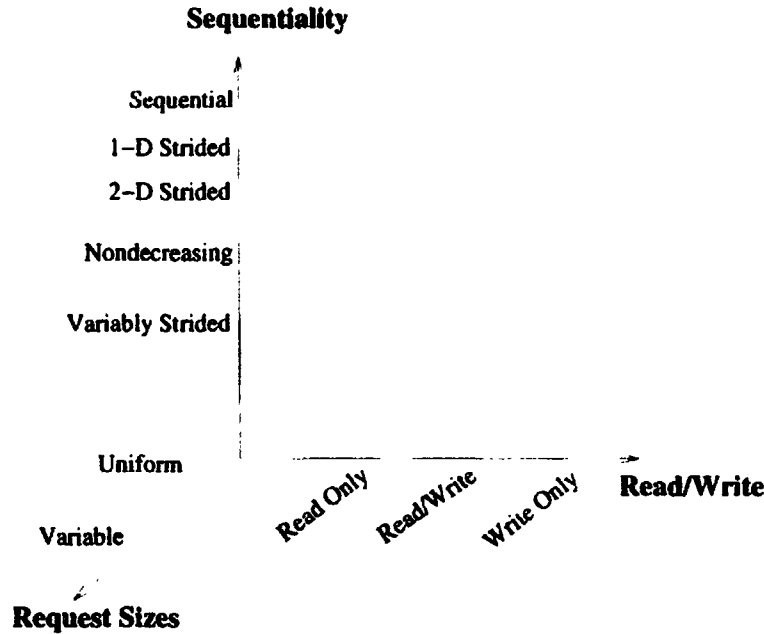 Sequentiality
Sequential
1-D Strided
2-D Strided
Nondecreasing
Variably Strided
Uniform
Read Only
Read/Write
Write Only
Read/Write
Variable
Request Sizes